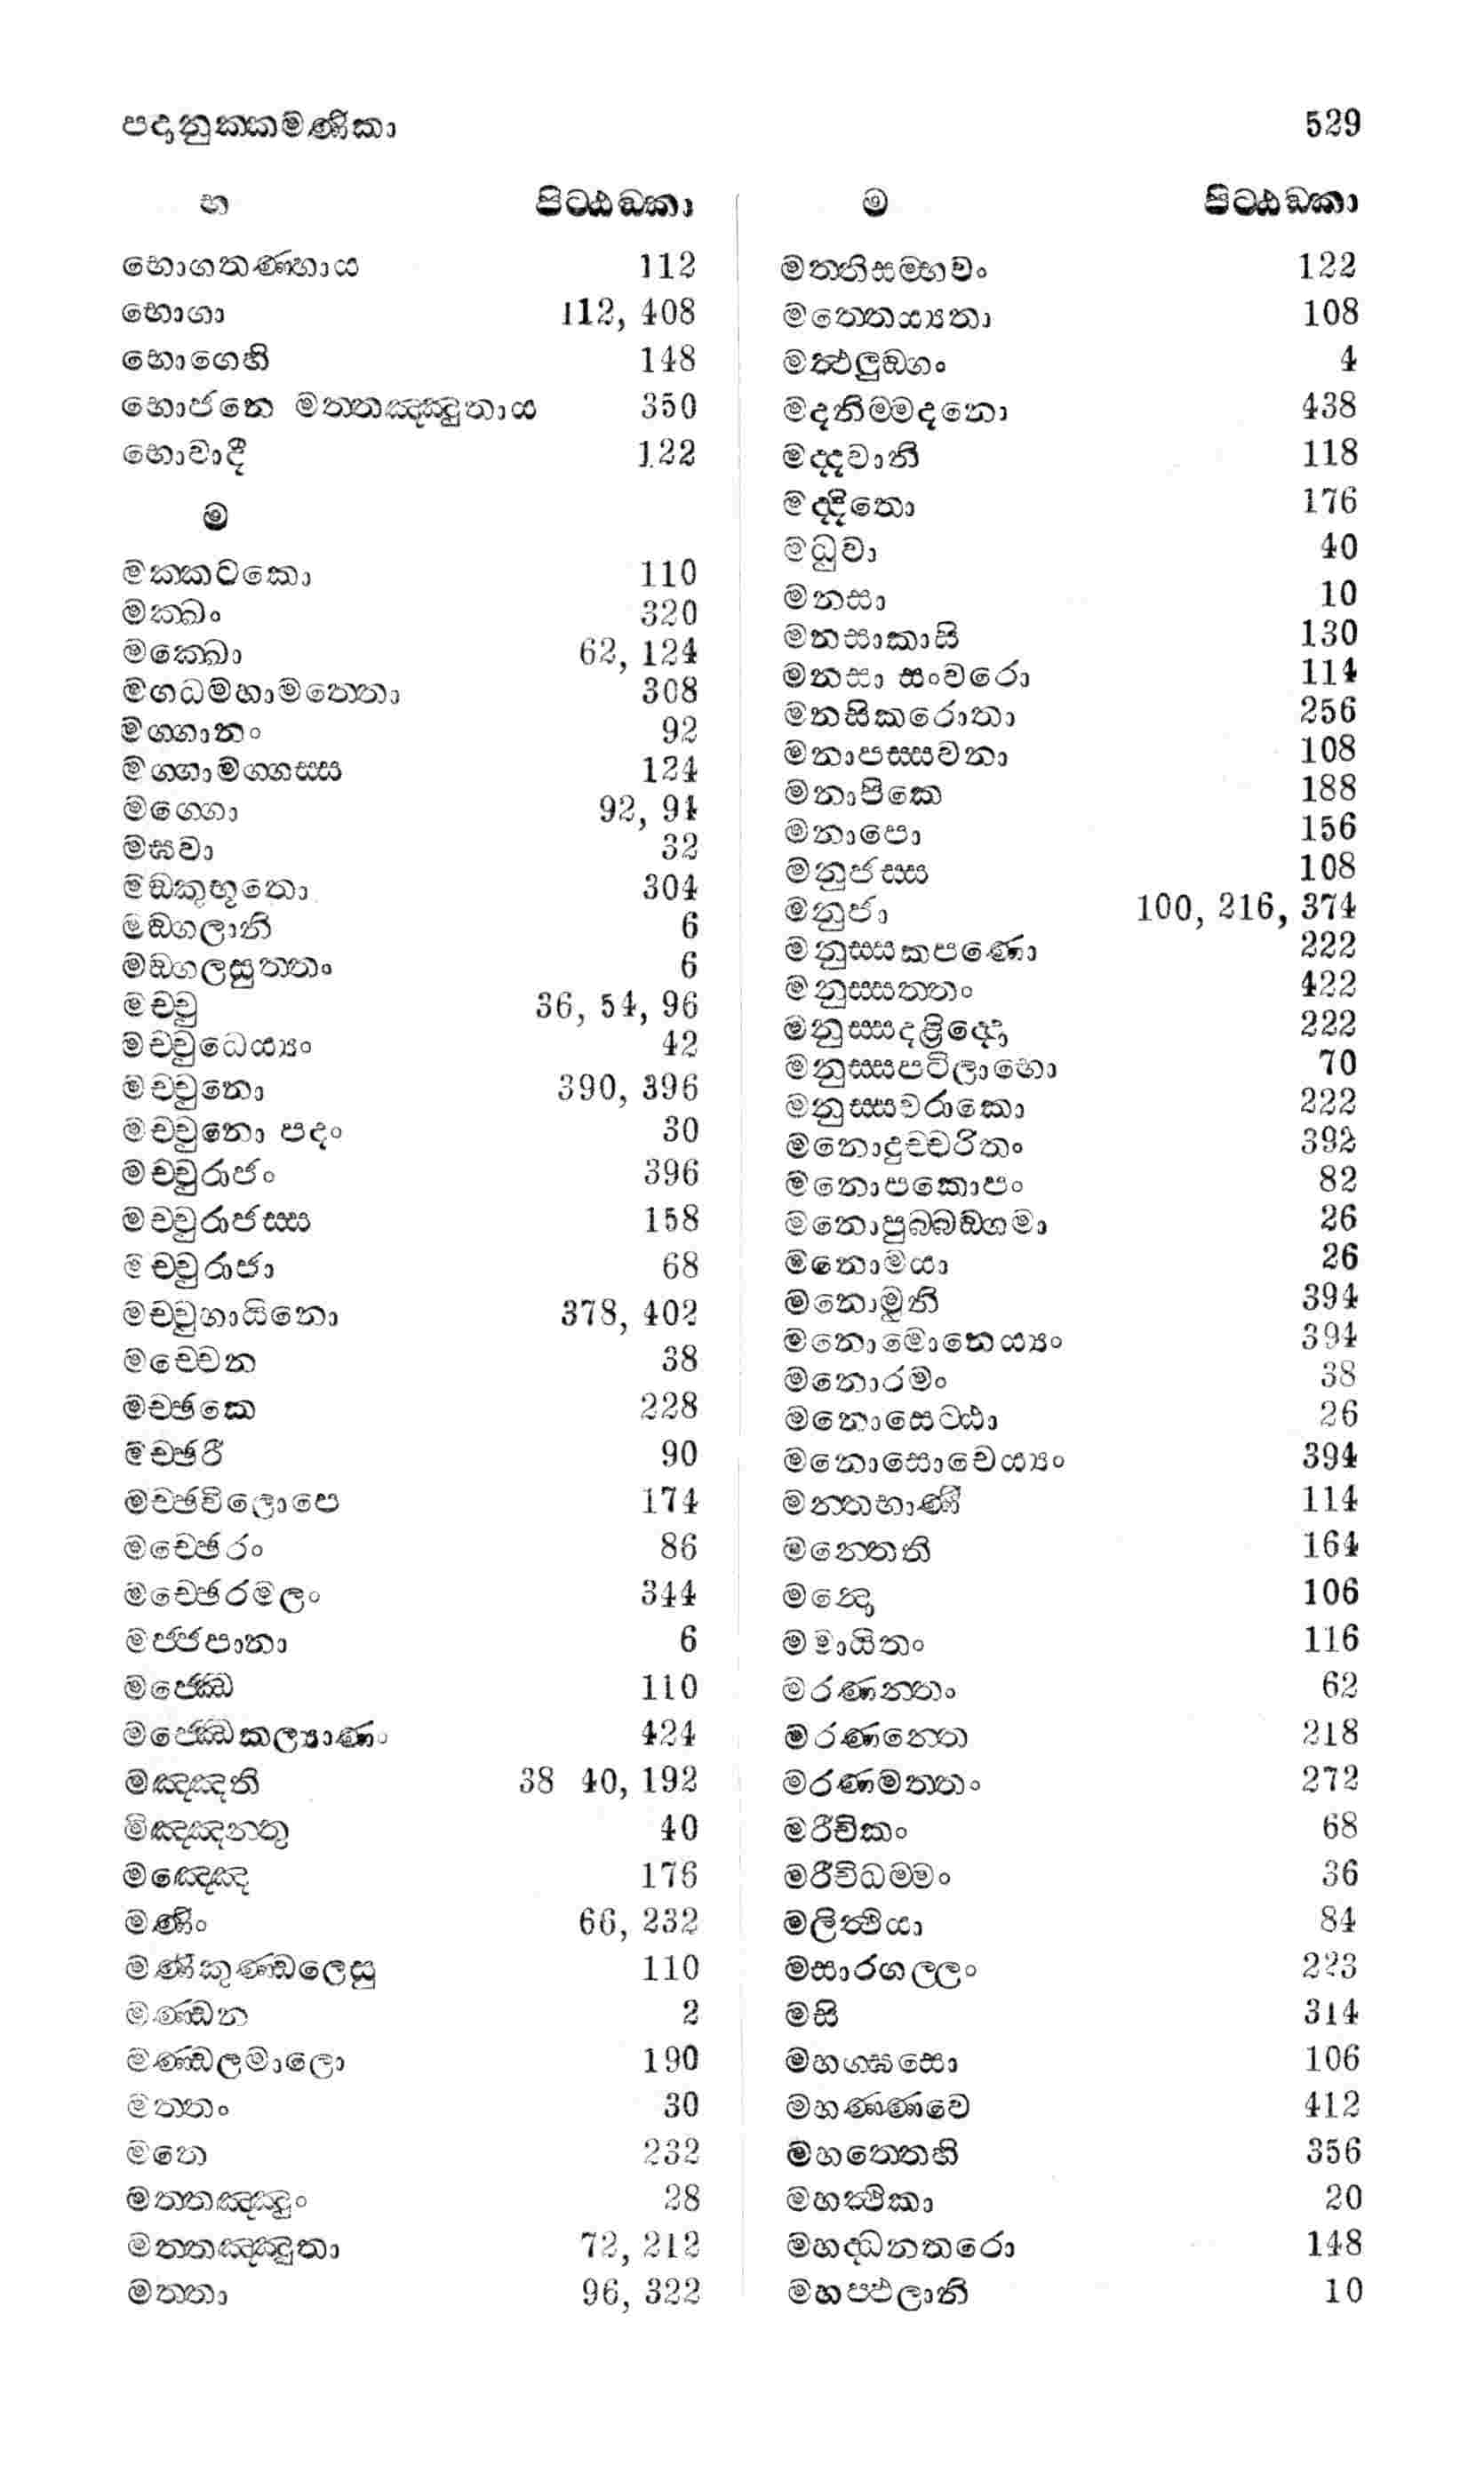 පදානුක්කමණිකා 529
භ පිට්ඨඞ්කා
භොගතණ්හාය 112
භොගා 112, 408
භොගෙහි 148
භොජනෙ මත්තඤ්ඤුතාය 350
භොවාදී 122
ම
මක්කටකො 110
මක්ඛං 320
මක්ඛො 62, 124
මගධමහාමත්තො 308
මග්ගානං 92
මග්ගාමග්ගස්ස 124
මග්ගො 92, 94
මඝවා 32
මඞ්කුභූතො 304
මඞ්ගලානි 6
මඞ්ගලසුත්තං 6
මච්චු 36, 54, 96
මච්චුධෙය්‍යං 42
මච්චුනො 390, 396
මච්චුනො පදං 30
මච්චුරාජං 396
මච්චුරාජස්ස 158
මච්චුරාජා 68
මච්චුහායිනො 378, 402
මච්චෙන 38
මච්ඡකෙ 228
මච්ඡරී 90
මච්ඡවිලොපෙ 174
මච්ඡෙරං 86
මච්ඡෙරමලං 344
මජ්ජපානා 6
මජ්ඣෙ 110
මජ්ඣෙකල්‍යාණං 424
මඤ්ඤති 38 40, 192
මඤ්ඤන්තු 40
මඤ්ඤෙ 176
මණිං 66, 232
මණිකුණ්ඩලෙසු 110
මණ්ඩන 2
මණ්ඩලමාලො 190
මත්තං 30
මතෙ 232
මත්තඤ්ඤුං 28
මත්තඤ්ඤුතා 72, 212
මත්තා 96, 322
ම පිට්ඨඞ්කා
මත්තිසම්භවං 122
මත්තෙය්‍යතා 108
මත්ථලුඞ්ගං 4
මදනිම්මදනො 438
මද්දවානි 118
මද්දිතො 176
මධුවා 40
මනසා 10
මනසාකාසි 130
මනසා සංවරො 114
මනසිකරොතා 256
මනාපස්සවනා 108
මනාපිකෙ 188
මනාපො 156
මනුජස්ස 108
මනුජා 100, 216, 374
මනුස්සකපණො 222
මනුස්සත්තං 422
මනුස්සදළිද්දො 222
මනුස්සපටිලාභො 70
මනුස්සවරාකො 222
මනොදුච්චරිතං 392
මනොපකොපං 82
මනොපුබ්බඞ්ගමා 26
මනොමයා 26
මනොමුනි 394
මනොමොනෙය්‍යං 394
මනොරමං 38
මනොසෙට්ඨා 26
මනොසොචෙය්‍යං 394
මන්තභාණී 114
මන්තෙති 164
මන්දො 106
මමායිතං 116
මරණන්තං 62
මරණන්තෙ 218
මරණමත්තං 272
මරීචිකං 68
මරීචිධම්මං 36
මලිත්ථියා 84
මසාරගල්ලං 223
මසි 314
මහග්ඝසො 106
මහණ්ණවෙ 412
මහත්තෙහි 356
මහත්ථිකා 20
මහද්ධනතරො 148
මහප්ඵලානි 10